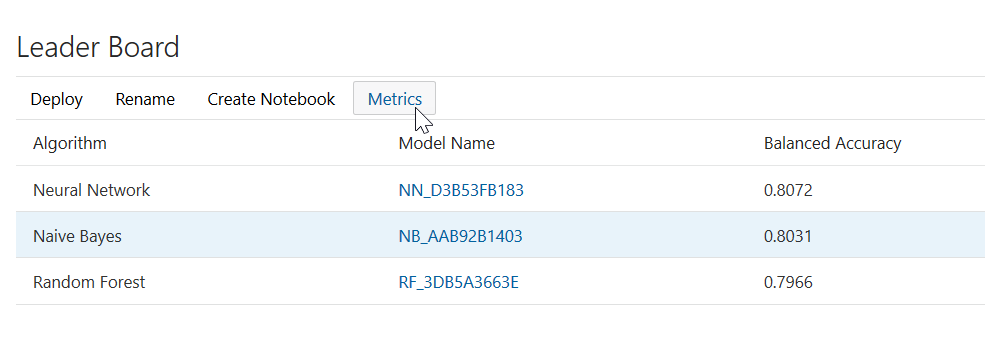 Leader Board
Deploy Rename Create Notebook Metrics
Algorithm Model Name Balanced Accuracy
Neural Network NN_D3B53FB183 0.8072
Naive Bayes NB_AAB92B1403 0.8031
Random Forest RF_3DB5A3663E 0.7966